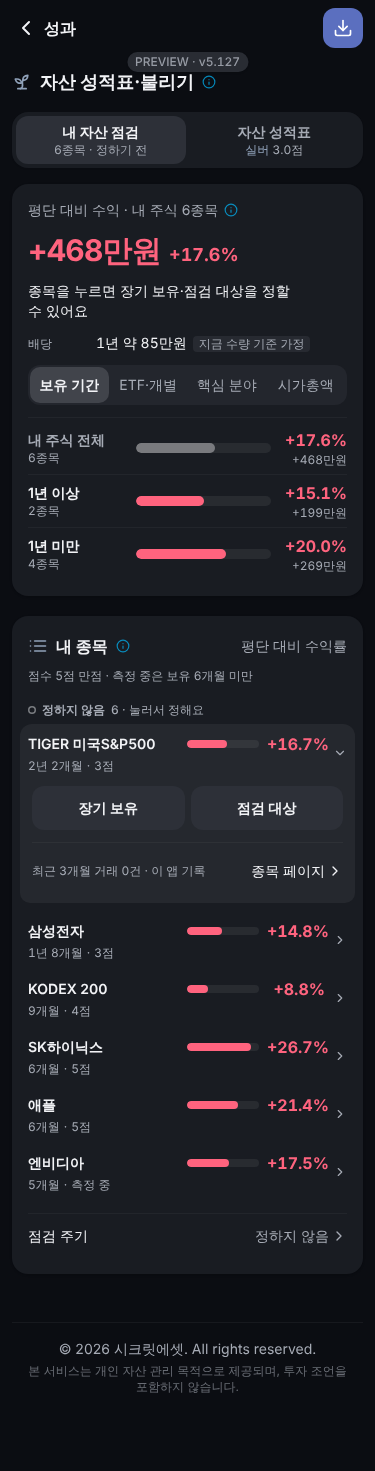 성과
PREVIEW · v5.127
자산 성적표·불리기
내 자산 점검
6종목 · 정하기 전
자산 성적표
실버 3.0점
평단 대비 수익 · 내 주식 6종목
+468만원 +17.6%
종목을 누르면 장기 보유·점검 대상을 정할
수 있어요
배당 1년 약 85만원 지금 수량 기준 가정
보유 기간 ETF·개별 핵심 분야 시가총액
내 주식 전체 +17.6%
6종목 +468만원
1년 이상 +15.1%
2종목 +199만원
1년 미만 +20.0%
4종목 +269만원
내 종목 평단 대비 수익률
점수 5점 만점 · 측정 중은 보유 6개월 미만
정하지 않음 6 · 눌러서 정해요
TIGER 미국S&P500 +16.7%
2년 2개월 · 3점
장기 보유 점검 대상
최근 3개월 거래 0건 · 이 앱 기록 종목 페이지
삼성전자 +14.8%
1년 8개월 · 3점
KODEX 200 +8.8%
9개월 · 4점
SK하이닉스 +26.7%
6개월 · 5점
애플 +21.4%
6개월 · 5점
엔비디아 +17.5%
5개월 · 측정 중
점검 주기 정하지 않음
© 2026 시크릿에셋. All rights reserved.
본 서비스는 개인 자산 관리 목적으로 제공되며, 투자 조언을
포함하지 않습니다.